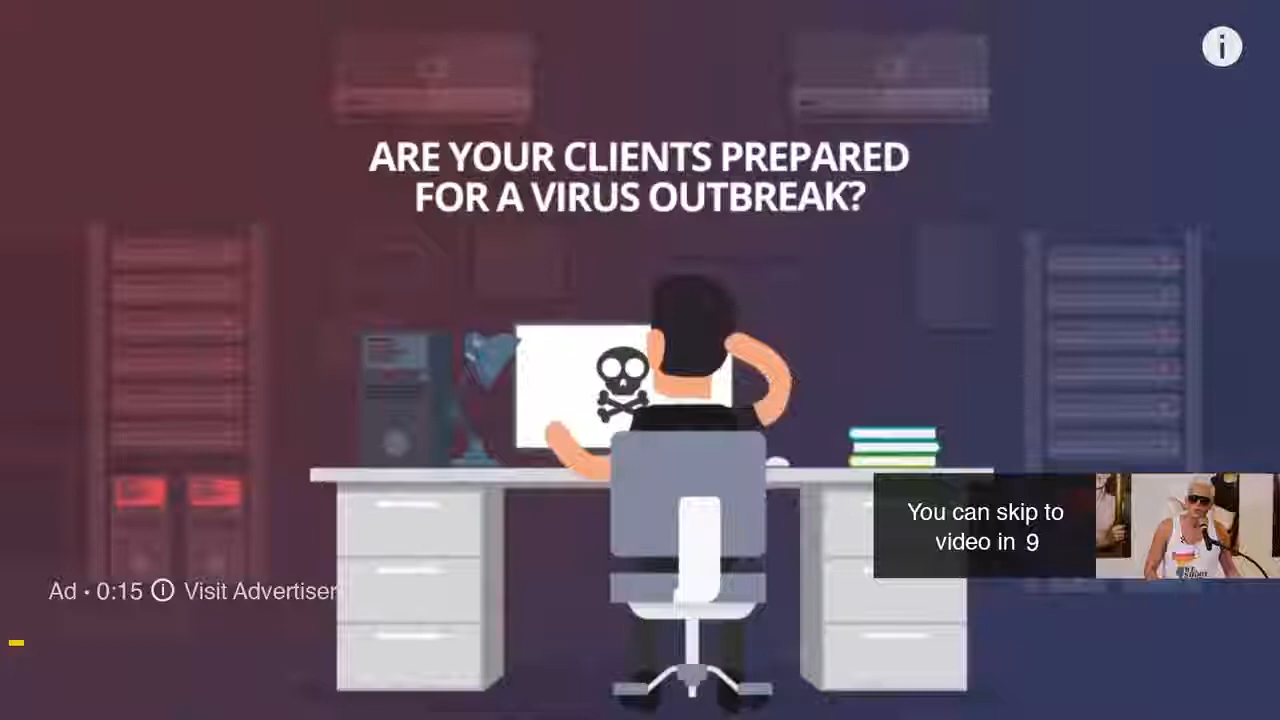 ARE YOUR CLIENTS PREPARED
FOR A VIRUS OUTBREAK?
You can skip to
video in 9
Ad • 0:15 ⓘ Visit Advertiser